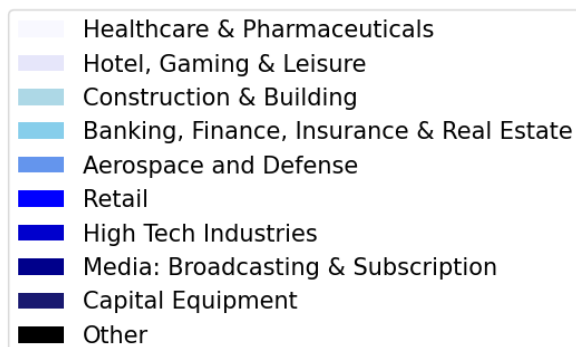 Healthcare & Pharmaceuticals
Hotel, Gaming & Leisure
Construction & Building
Banking, Finance, Insurance & Real Estate
Aerospace and Defense
Retail
High Tech Industries
Media: Broadcasting & Subscription
Capital Equipment
Other